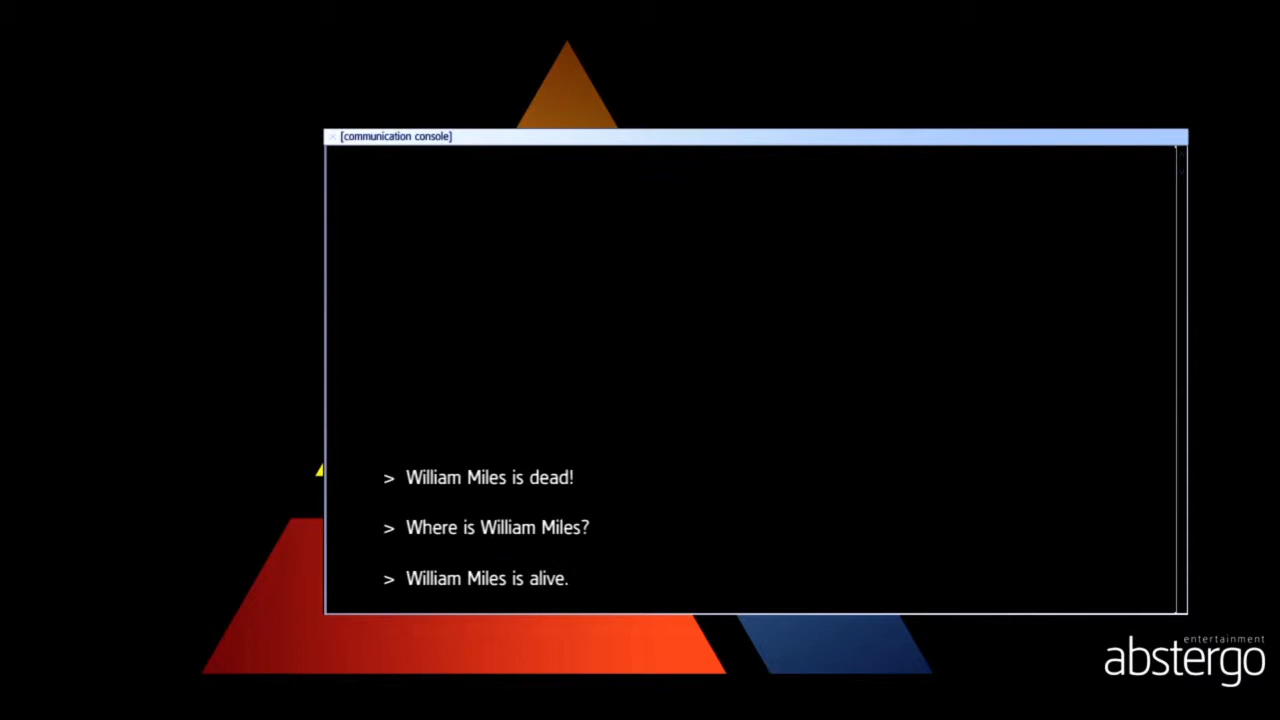 [communication console]
> William Miles is dead!
> Where is William Miles?
> William Miles is alive.
entertainment
abstergo